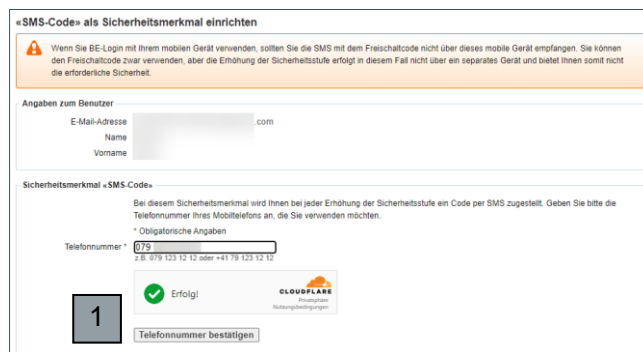 «SMS-Code» als Sicherheitsmerkmal einrichten
Wenn Sie BE-Login mit Ihrem mobilen Gerät verwenden, sollten Sie die SMS mit dem Freischaltcode nicht über dieses mobile Gerät empfangen. Sie können
den Freischaltcode zwar verwenden, aber die Erhöhung der Sicherheitsstufe erfolgt in diesem Fall nicht über ein separates Gerät und bietet Ihnen somit nicht
die erforderliche Sicherheit.
Angaben zum Benutzer
E-Mail-Adresse .com
Name
Vorname
Sicherheitsmerkmal «SMS-Code»
Bei diesem Sicherheitsmerkmal wird Ihnen bei jeder Erhöhung der Sicherheitsstufe ein Code per SMS zugestellt. Geben Sie bitte die
Telefonnummer Ihres Mobiltelefons an, die Sie verwenden möchten.
* Obligatorische Angaben
Telefonnummer * 079
z.B. 079 123 12 12 oder +41 79 123 12 12
Erfolg!
CLOUDFLARE
Privatsphäre
Nutzungsbedingungen
1
Telefonnummer bestätigen